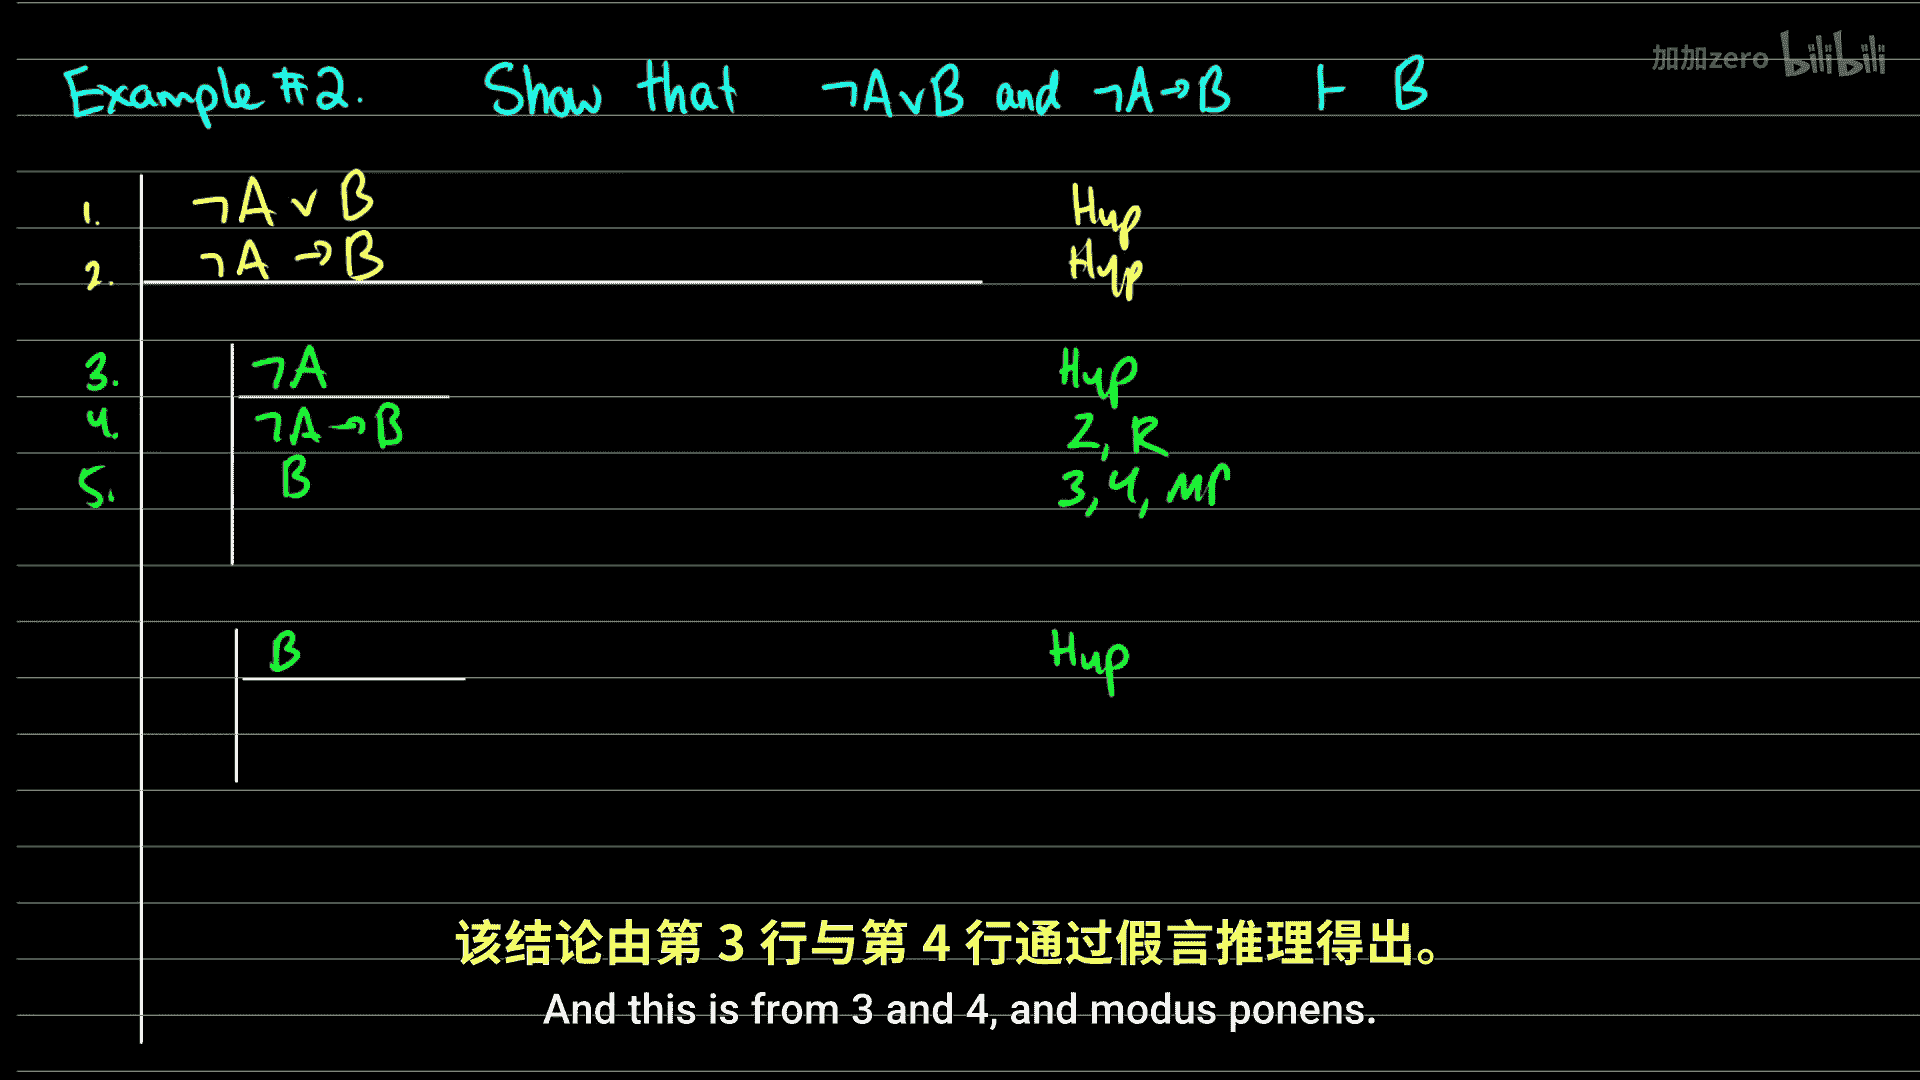 加加zero bilibili
Example #2. Show that ¬A∨B and ¬A→B ⊢ B
1. ¬A ∨ B Hyp
2. ¬A → B Hyp
3. ¬A Hyp
4. ¬A→B 2, R
5. B 3, 4, MP
B Hyp
该结论由第 3 行与第 4 行通过假言推理得出。
And this is from 3 and 4, and modus ponens.